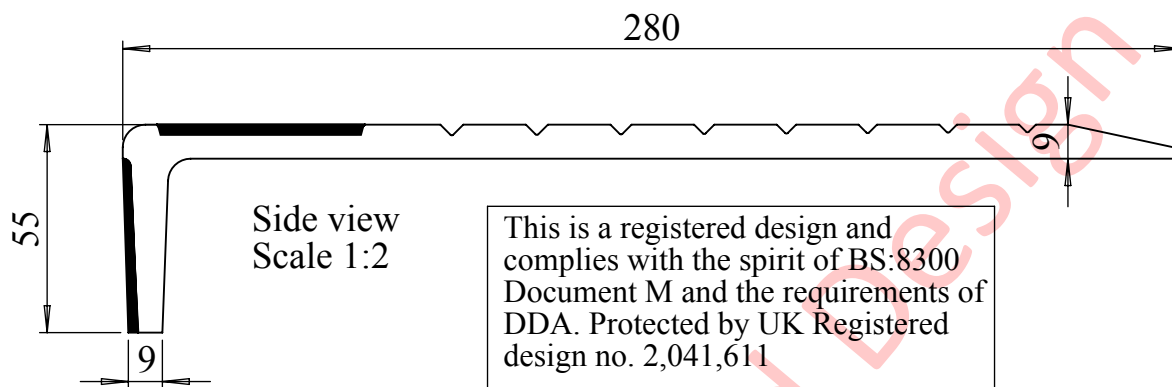 280
9
55
Side view
Scale 1:2
This is a registered design and
complies with the spirit of BS:8300
Document M and the requirements of
DDA. Protected by UK Registered
design no. 2,041,611
9
Design